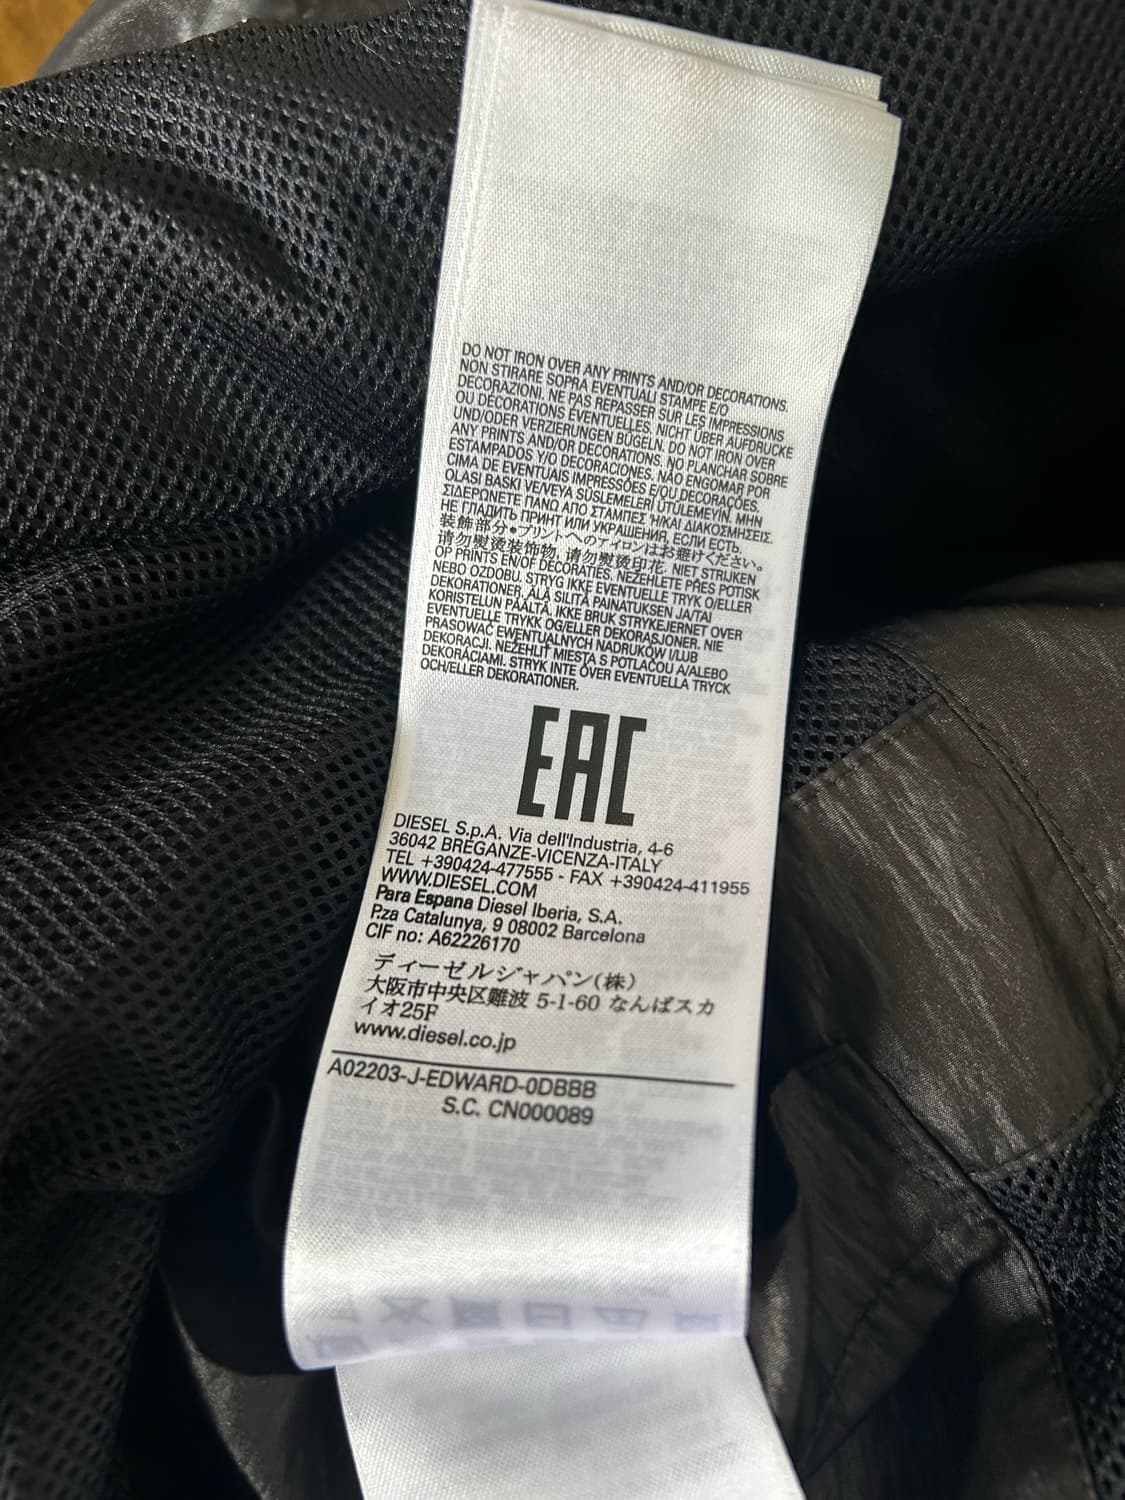 DO NOT IRON OVER ANY PRINTS AND/OR DECORATIONS.
NON STIRARE SOPRA EVENTUALI STAMPE E/O
DECORAZIONI. NE PAS REPASSER SUR LES IMPRESSIONS
OU DÉCORATIONS ÉVENTUELLES. NICHT ÜBER AUFDRUCKE
UND/ODER VERZIERUNGEN BÜGELN. DO NOT IRON OVER
ANY PRINTS AND/OR DECORATIONS. NO PLANCHAR SOBRE
ESTAMPADOS Y/O DECORACIONES. NÃO ENGOMAR POR
CIMA DE EVENTUAIS IMPRESSÕES E/OU DECORAÇÕES.
OLASI BASKI VE/VEYA SÜSLEMELERİ ÜTÜLEMEYİN. ΜΗΝ
ΣΙΔΕΡΩΝΕΤΕ ΠΑΝΩ ΑΠΟ ΣΤΑΜΠΕΣ Ή/ΚΑΙ ΔΙΑΚΟΣΜΗΣΕΙΣ.
НЕ ГЛАДИТЬ ПРИНТ ИЛИ УКРАШЕНИЯ, ЕСЛИ ЕСТЬ.
装飾部分•プリントへのアイロンはお避けください。
请勿熨烫装饰物，请勿熨烫印花. NIET STRIJKEN
OP PRINTS EN/OF DECORATIES. NEŽEHLETE PŘES POTISK
NEBO OZDOBU. STRYG IKKE EVENTUELLE TRYK O/ELLER
DEKORATIONER. ÄLÄ SILITÄ PAINATUKSEN JA/TAI
KORISTELUN PÄÄLTÄ. IKKE BRUK STRYKEJERNET OVER
EVENTUELLE TRYKK OG/ELLER DEKORASJONER. NIE
PRASOWAĆ EWENTUALNYCH NADRUKÓW I/LUB
DEKORACJI. NEŽEHLIŤ MIESTA S POTLAČOU A/ALEBO
DEKORÁCIAMI. STRYK INTE ÖVER EVENTUELLA TRYCK
OCH/ELLER DEKORATIONER.
EAC
DIESEL S.p.A. Via dell'Industria, 4-6
36042 BREGANZE-VICENZA-ITALY
TEL +390424-477555 - FAX +390424-411955
WWW.DIESEL.COM
Para Espana Diesel Iberia, S.A.
P.za Catalunya, 9 08002 Barcelona
CIF no: A62226170
ディーゼルジャパン(株)
大阪市中央区難波 5-1-60 なんばスカ
イオ25F
www.diesel.co.jp
A02203-J-EDWARD-0DBBB
S.C. CN000089